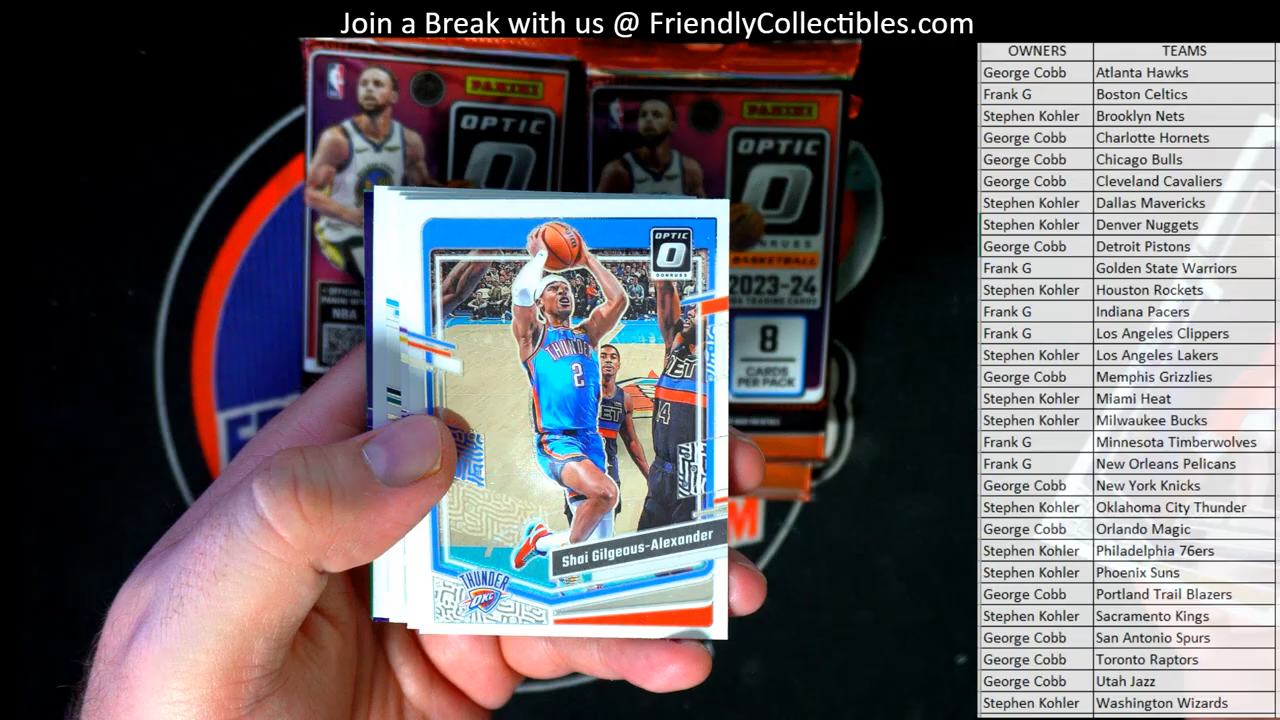 Join a Break with us @ FriendlyCollectibles.com
PANINI
OPTIC
PANINI
OPTIC
DONRUSS
BASKETBALL
2023-24
NBA TRADING CARDS
8
CARDS
PER PACK
NBA
OPTIC
DONRUSS
THUNDER
2
Shai Gilgeous-Alexander
THUNDER
OKC
OWNERS TEAMS
George Cobb Atlanta Hawks
Frank G Boston Celtics
Stephen Kohler Brooklyn Nets
George Cobb Charlotte Hornets
George Cobb Chicago Bulls
George Cobb Cleveland Cavaliers
Stephen Kohler Dallas Mavericks
Stephen Kohler Denver Nuggets
George Cobb Detroit Pistons
Frank G Golden State Warriors
Stephen Kohler Houston Rockets
Frank G Indiana Pacers
Frank G Los Angeles Clippers
Stephen Kohler Los Angeles Lakers
George Cobb Memphis Grizzlies
Stephen Kohler Miami Heat
Stephen Kohler Milwaukee Bucks
Frank G Minnesota Timberwolves
Frank G New Orleans Pelicans
George Cobb New York Knicks
Stephen Kohler Oklahoma City Thunder
George Cobb Orlando Magic
Stephen Kohler Philadelphia 76ers
Stephen Kohler Phoenix Suns
George Cobb Portland Trail Blazers
Stephen Kohler Sacramento Kings
George Cobb San Antonio Spurs
George Cobb Toronto Raptors
George Cobb Utah Jazz
Stephen Kohler Washington Wizards